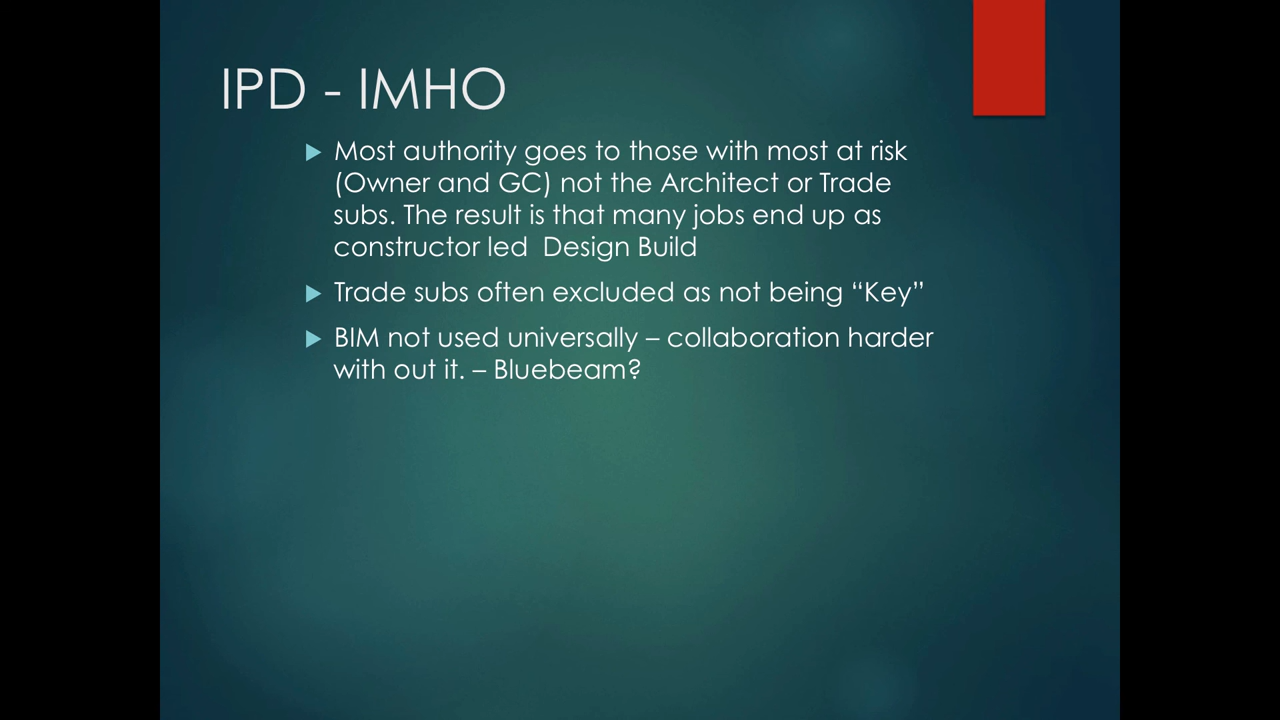 IPD - IMHO
Most authority goes to those with most at risk
(Owner and GC) not the Architect or Trade
subs. The result is that many jobs end up as
constructor led  Design Build
Trade subs often excluded as not being “Key”
BIM not used universally – collaboration harder
with out it. – Bluebeam?